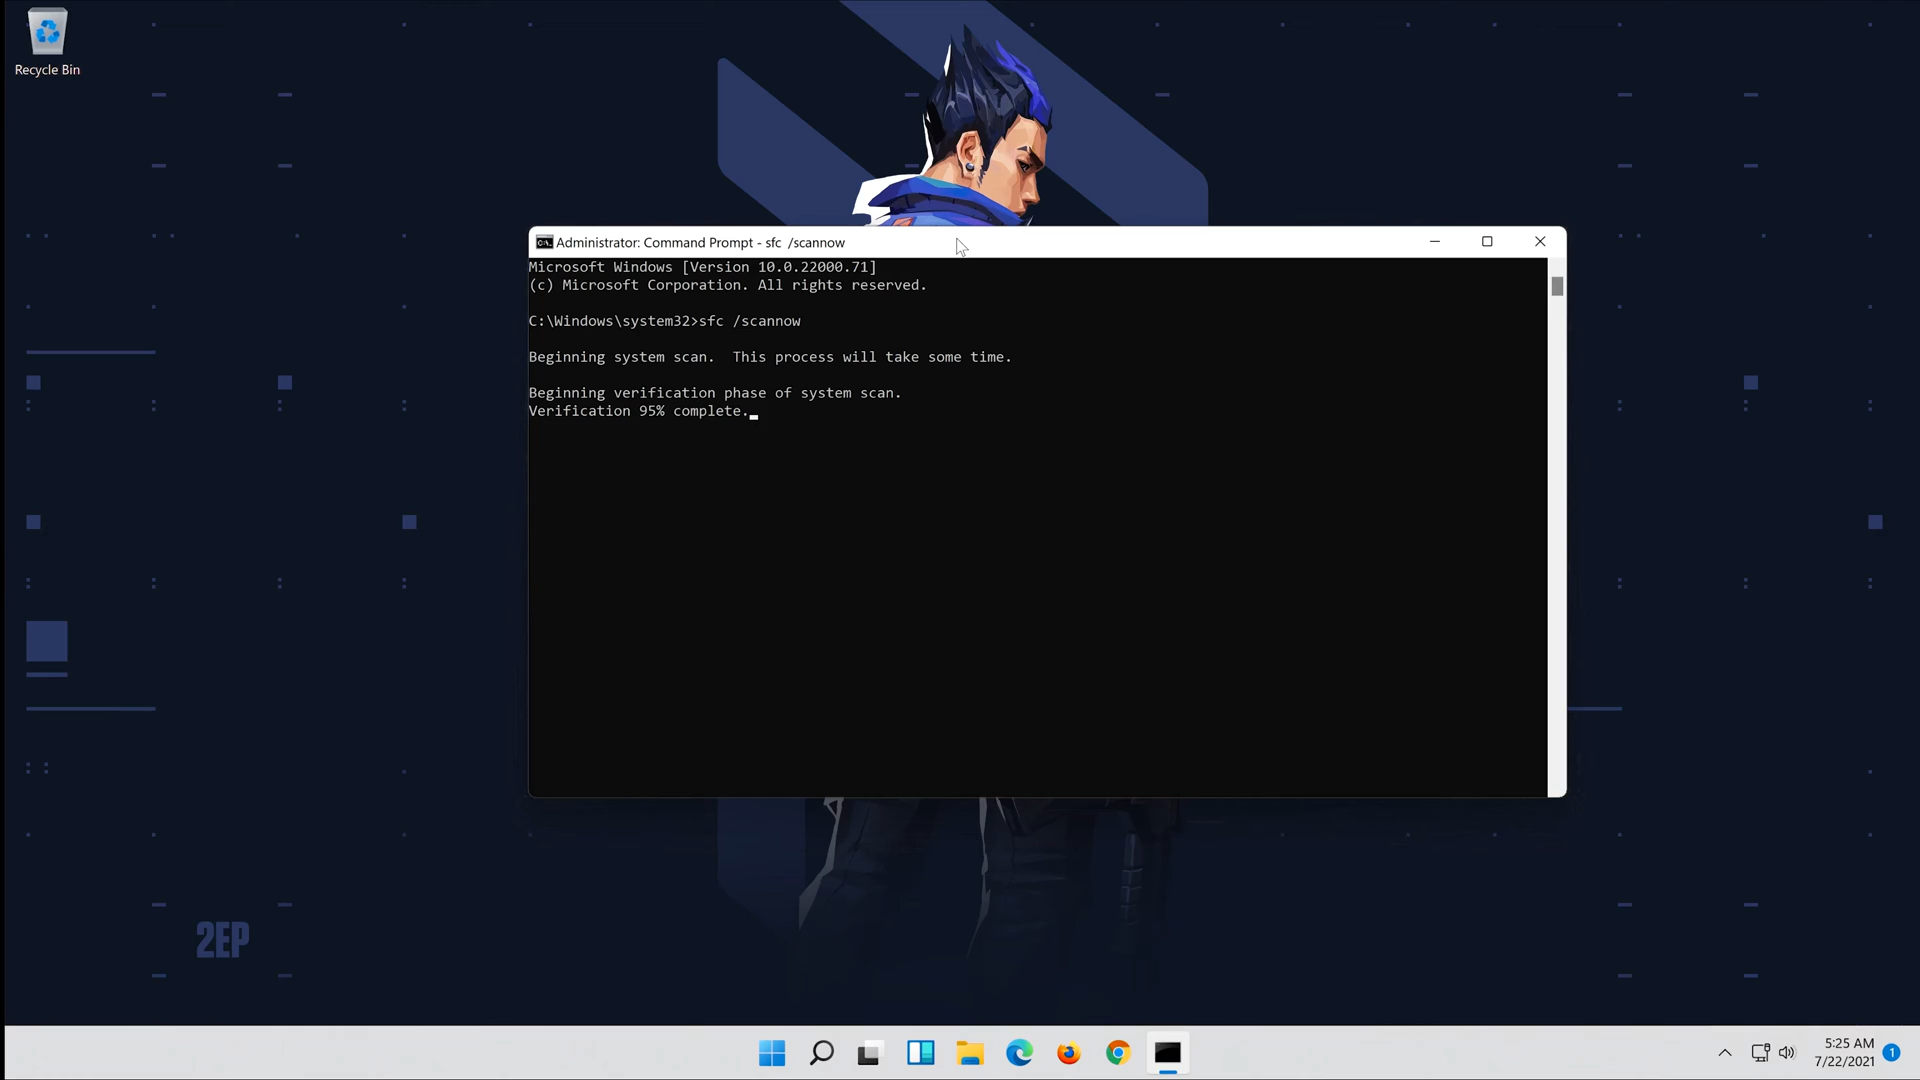 Recycle Bin
Administrator: Command Prompt - sfc  /scannow
Microsoft Windows [Version 10.0.22000.71]
(c) Microsoft Corporation. All rights reserved.
C:\Windows\system32>sfc /scannow
Beginning system scan.  This process will take some time.
Beginning verification phase of system scan.
Verification 95% complete.
2EP
5:25 AM
7/22/2021
1